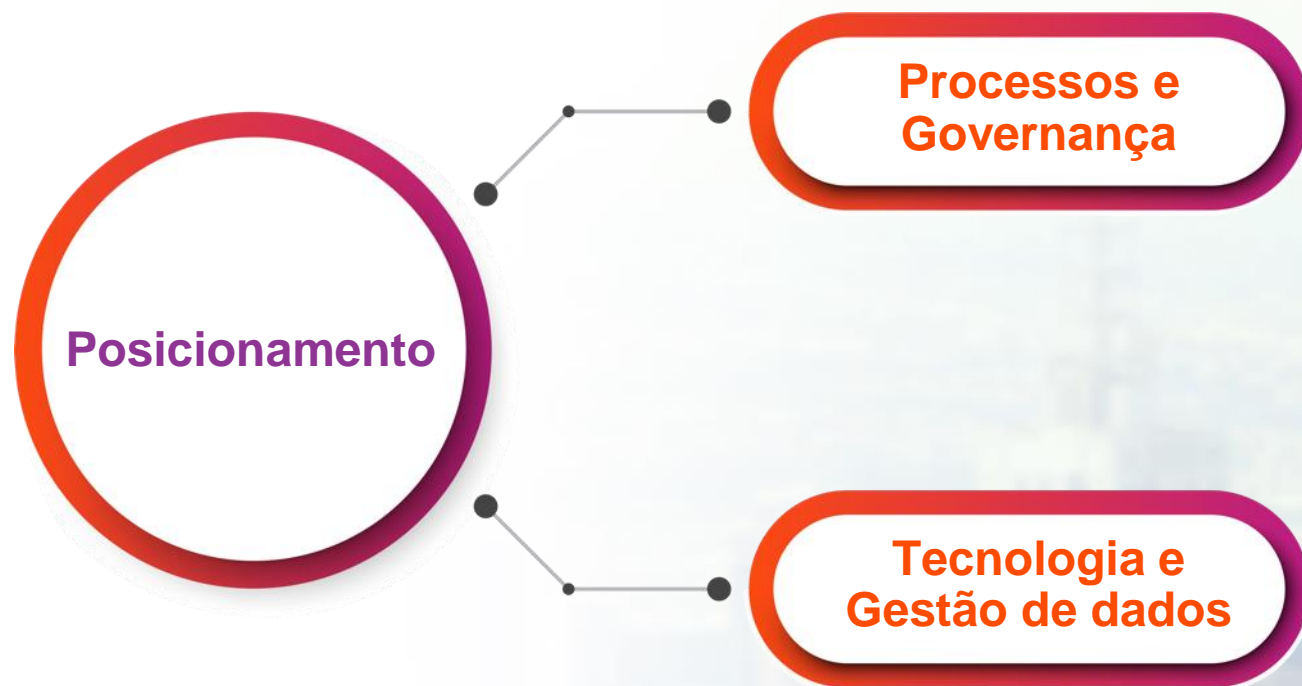 Posicionamento
Processos e
Governança
Tecnologia e
Gestão de dados